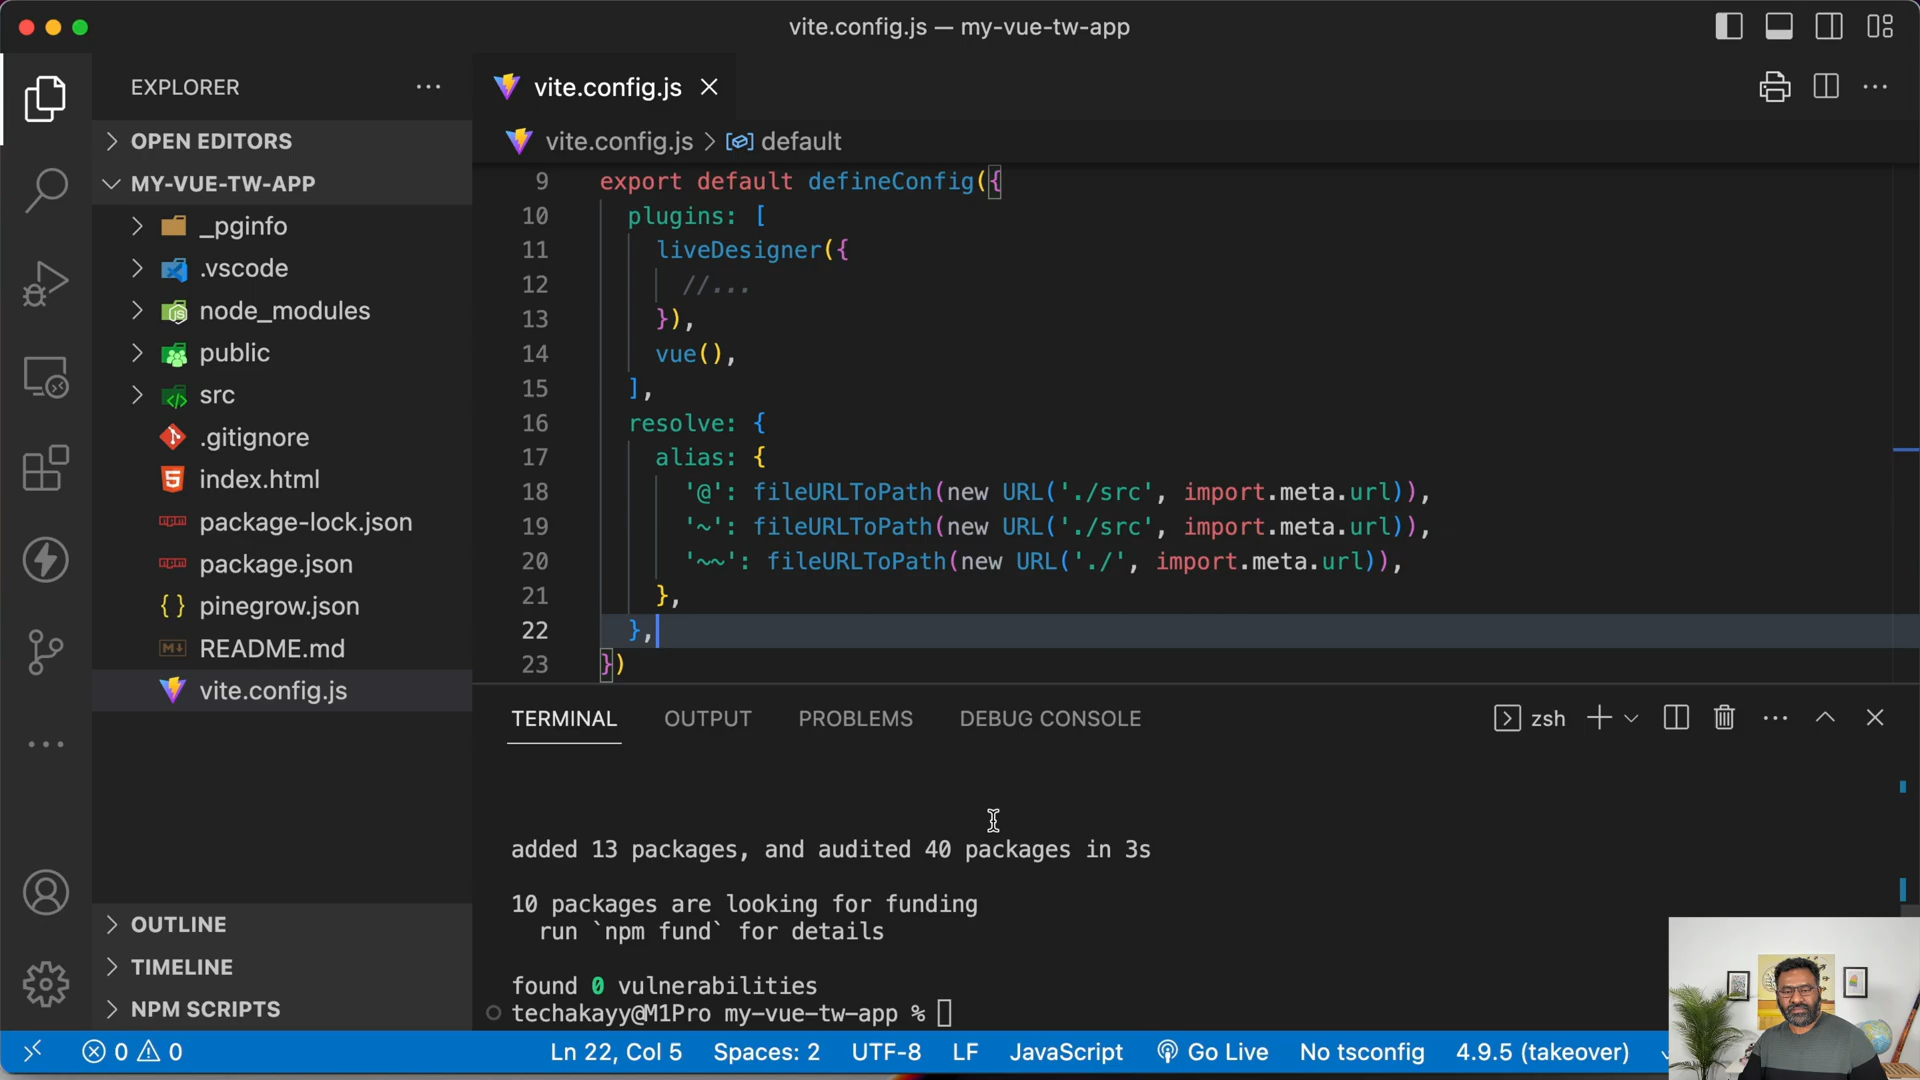 vite.config.js — my-vue-tw-app
EXPLORER
OPEN EDITORS
MY-VUE-TW-APP
_pginfo
.vscode
node_modules
public
src
.gitignore
index.html
package-lock.json
package.json
pinegrow.json
README.md
vite.config.js
OUTLINE
TIMELINE
NPM SCRIPTS
vite.config.js
vite.config.js > default
9 export default defineConfig({
10 plugins: [
11 liveDesigner({
12 //...
13 }),
14 vue(),
15 ],
16 resolve: {
17 alias: {
18 '@': fileURLToPath(new URL('./src', import.meta.url)),
19 '~': fileURLToPath(new URL('./src', import.meta.url)),
20 '~~': fileURLToPath(new URL('./', import.meta.url)),
21 },
22 },
23 })
TERMINAL OUTPUT PROBLEMS DEBUG CONSOLE
zsh
added 13 packages, and audited 40 packages in 3s
10 packages are looking for funding
run `npm fund` for details
found 0 vulnerabilities
techakayy@M1Pro my-vue-tw-app %
0 0 Ln 22, Col 5 Spaces: 2 UTF-8 LF JavaScript Go Live No tsconfig 4.9.5 (takeover)